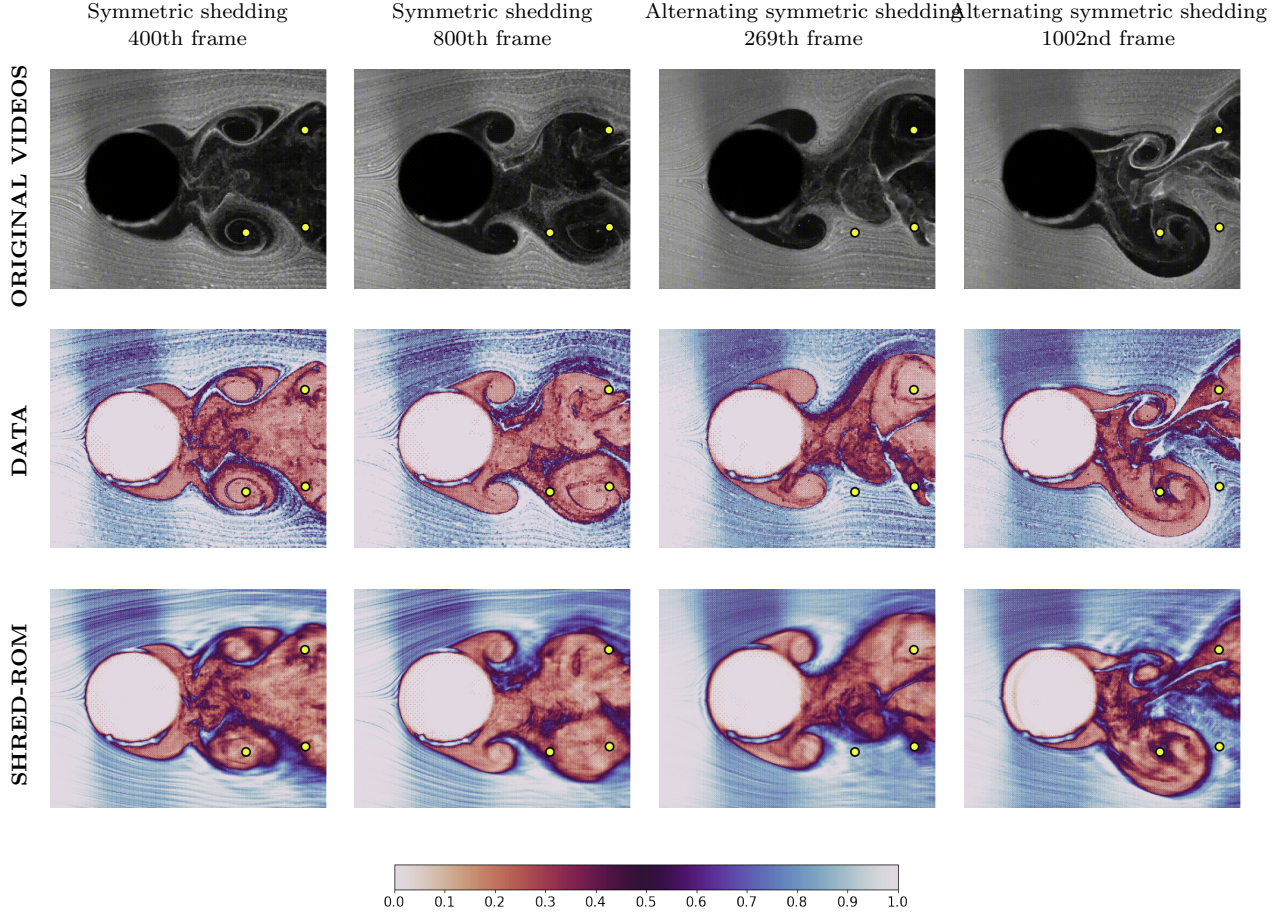 Symmetric shedding
400th frame
Symmetric shedding
800th frame
Alternating symmetric shedding
269th frame
Alternating symmetric shedding
1002nd frame
ORIGINAL VIDEOS
DATA
SHRED-ROM
0.0 0.1 0.2 0.3 0.4 0.5 0.6 0.7 0.8 0.9 1.0